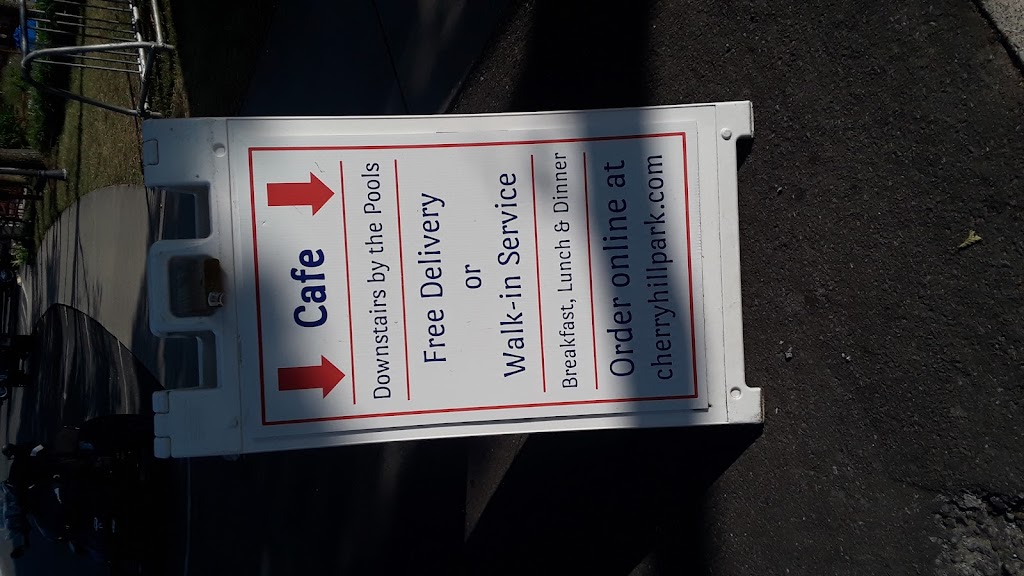 Cafe
Downstairs by the Pools
Free Delivery
or
Walk-in Service
Breakfast, Lunch & Dinner
Order online at
cherryhillpark.com